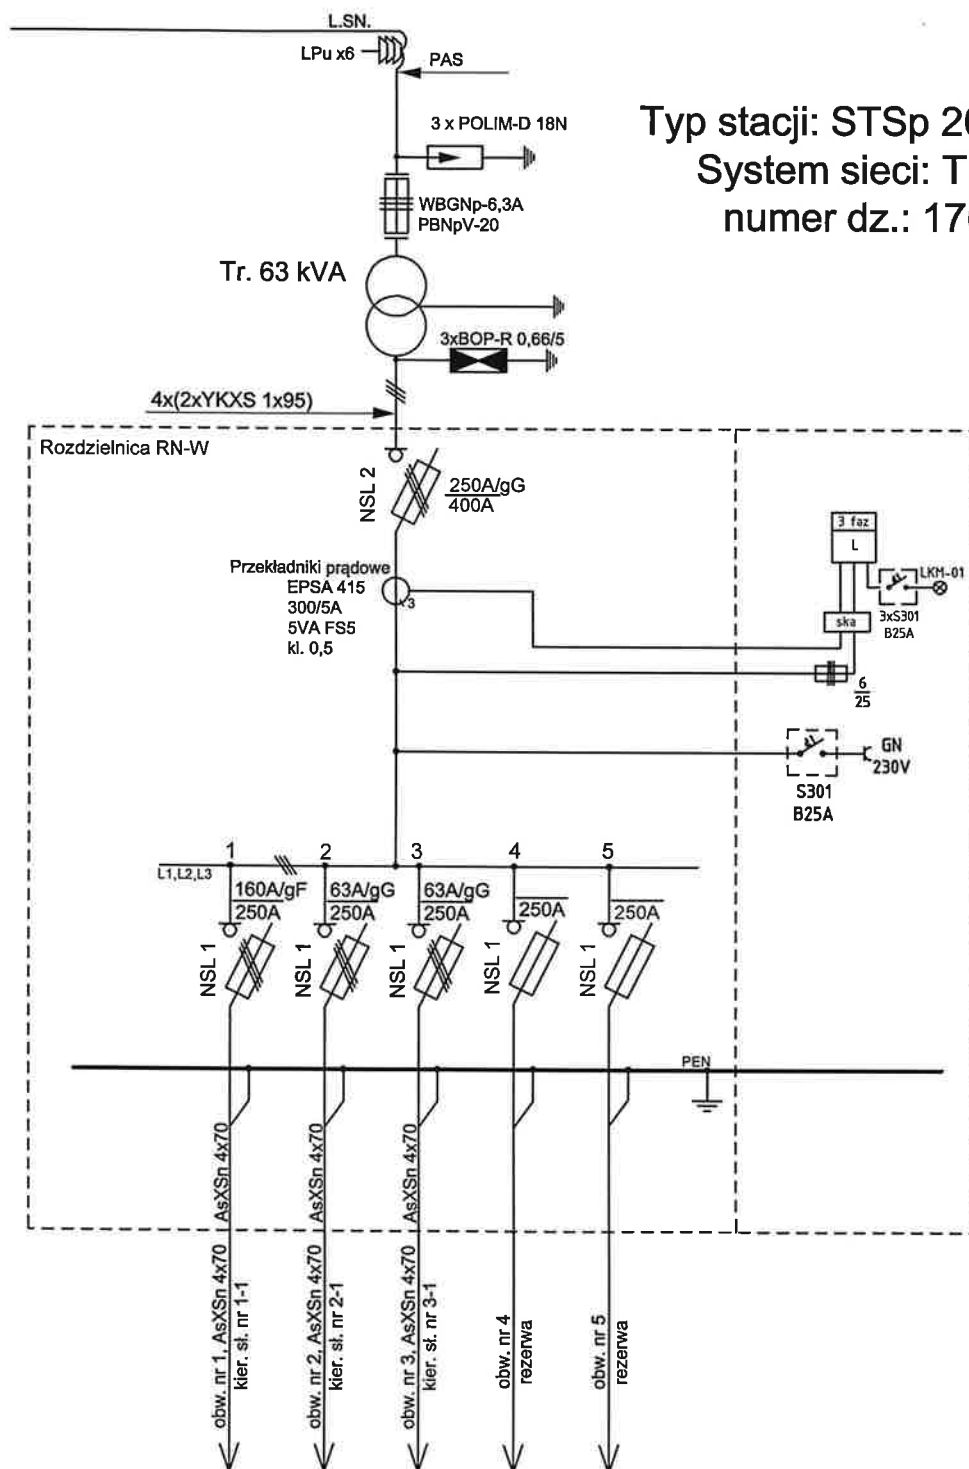 L.SN.
LPu x6
PAS
3 x POLIM-D 18N
Typ stacji: STSp 20
System sieci: T
numer dz.: 17
WBGNp-6,3A
PBNpV-20
Tr. 63 kVA
3xBOP-R 0,66/5
4x(2xYKXS 1x95)
Rozdzielnica RN-W
NSL 2
250A/gG
400A
Przekładniki prądowe
EPSA 415
300/5A
5VA FS5
kl. 0,5
3
3 faz
L
LKM-01
3xS301
B25A
ska
6
25
GN
230V
S301
B25A
1
2
3
4
5
L1,L2,L3
160A/gF
250A
63A/gG
250A
63A/gG
250A
250A
250A
NSL 1
NSL 1
NSL 1
NSL 1
NSL 1
PEN
AsXSn 4x70
AsXSn 4x70
AsXSn 4x70
obw. nr 1, AsXSn 4x70
kier. sł. nr 1-1
obw. nr 2, AsXSn 4x70
kier. sł. nr 2-1
obw. nr 3, AsXSn 4x70
kier. sł. nr 3-1
obw. nr 4
rezerwa
obw. nr 5
rezerwa